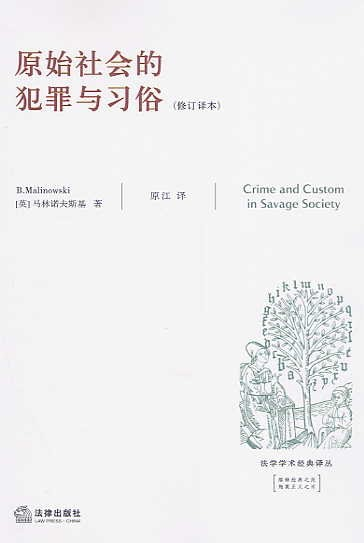 原始社会的
犯罪与习俗 (修订译本)
B.Malinowski
[英] 马林诺夫斯基 著
原江 译
Crime and Custom
in Savage Society
法学学术经典译丛
法律出版社
LAW PRESS·CHINA